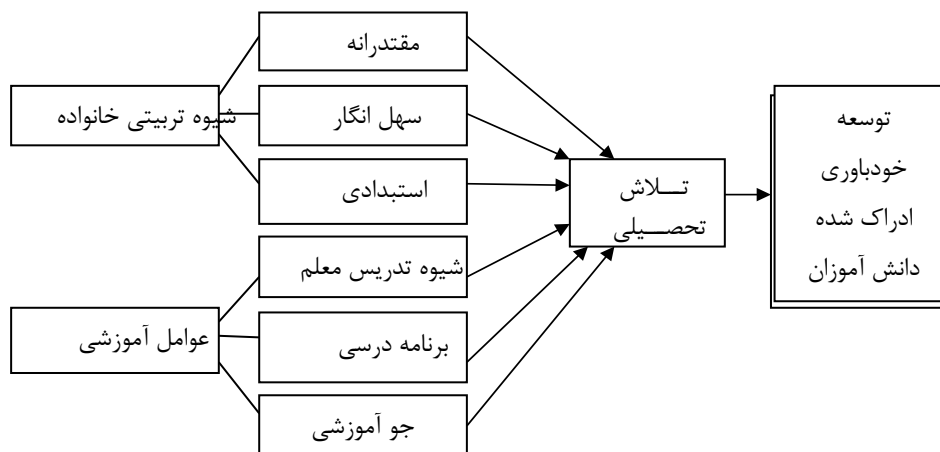 مقتدرانه
شیوه تربیتی خانواده
سهل انگار
استبدادی
شیوه تدریس معلم
عوامل آموزشی
برنامه درسی
جو آموزشی
تـــلاش
تحصـــیلی
توسعه
خودباوری
ادراک شده
دانش آموزان